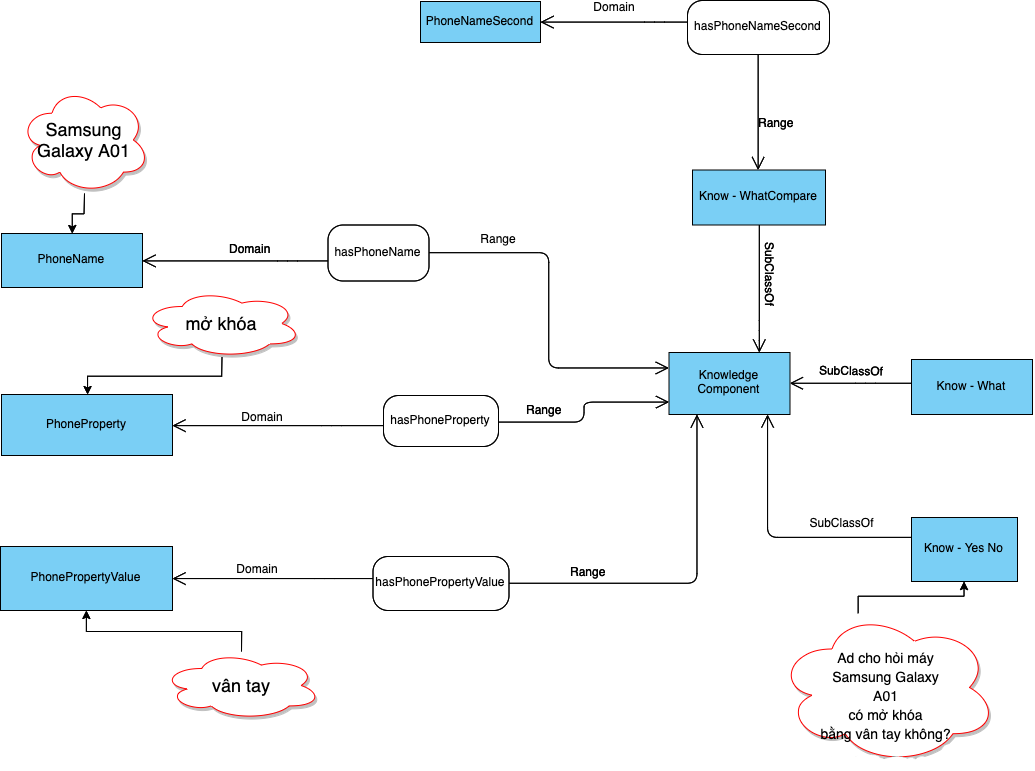 Domain
PhoneNameSecond
hasPhoneNameSecond
Range
Samsung
Galaxy A01
Know - WhatCompare
PhoneName
Domain
hasPhoneName
Range
SubClassOf
mở khóa
Knowledge
Component
SubClassOf
Know - What
PhoneProperty
Domain
hasPhoneProperty
Range
SubClassOf
Know - Yes No
PhonePropertyValue
Domain
hasPhonePropertyValue
Range
vân tay
Ad cho hỏi máy
Samsung Galaxy
A01
có mở khóa
bằng vân tay không?